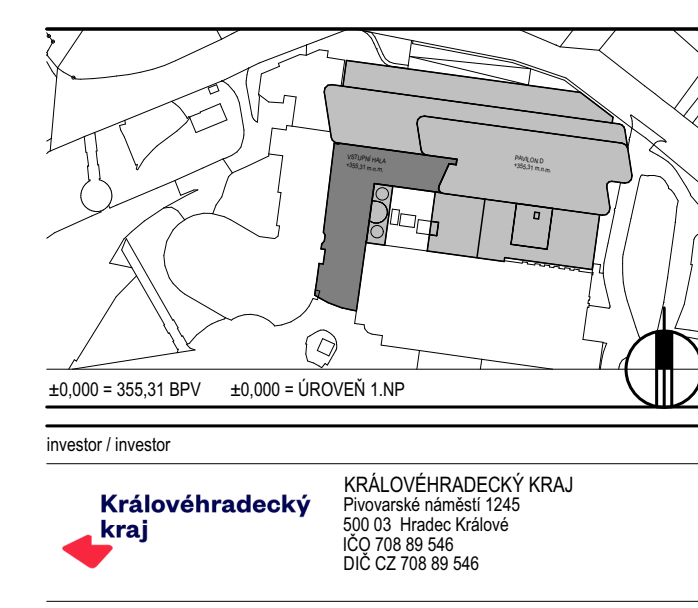 VSTUPNÍ HALA
+355,31 m.n.m.
PAVILON D
+355,31 m.n.m.
±0,000 = 355,31 BPV ±0,000 = ÚROVEŇ 1.NP
investor / investor
Královéhradecký
kraj
KRÁLOVÉHRADECKÝ KRAJ
Pivovarské náměstí 1245
500 03 Hradec Králové
IČO 708 89 546
DIČ CZ 708 89 546